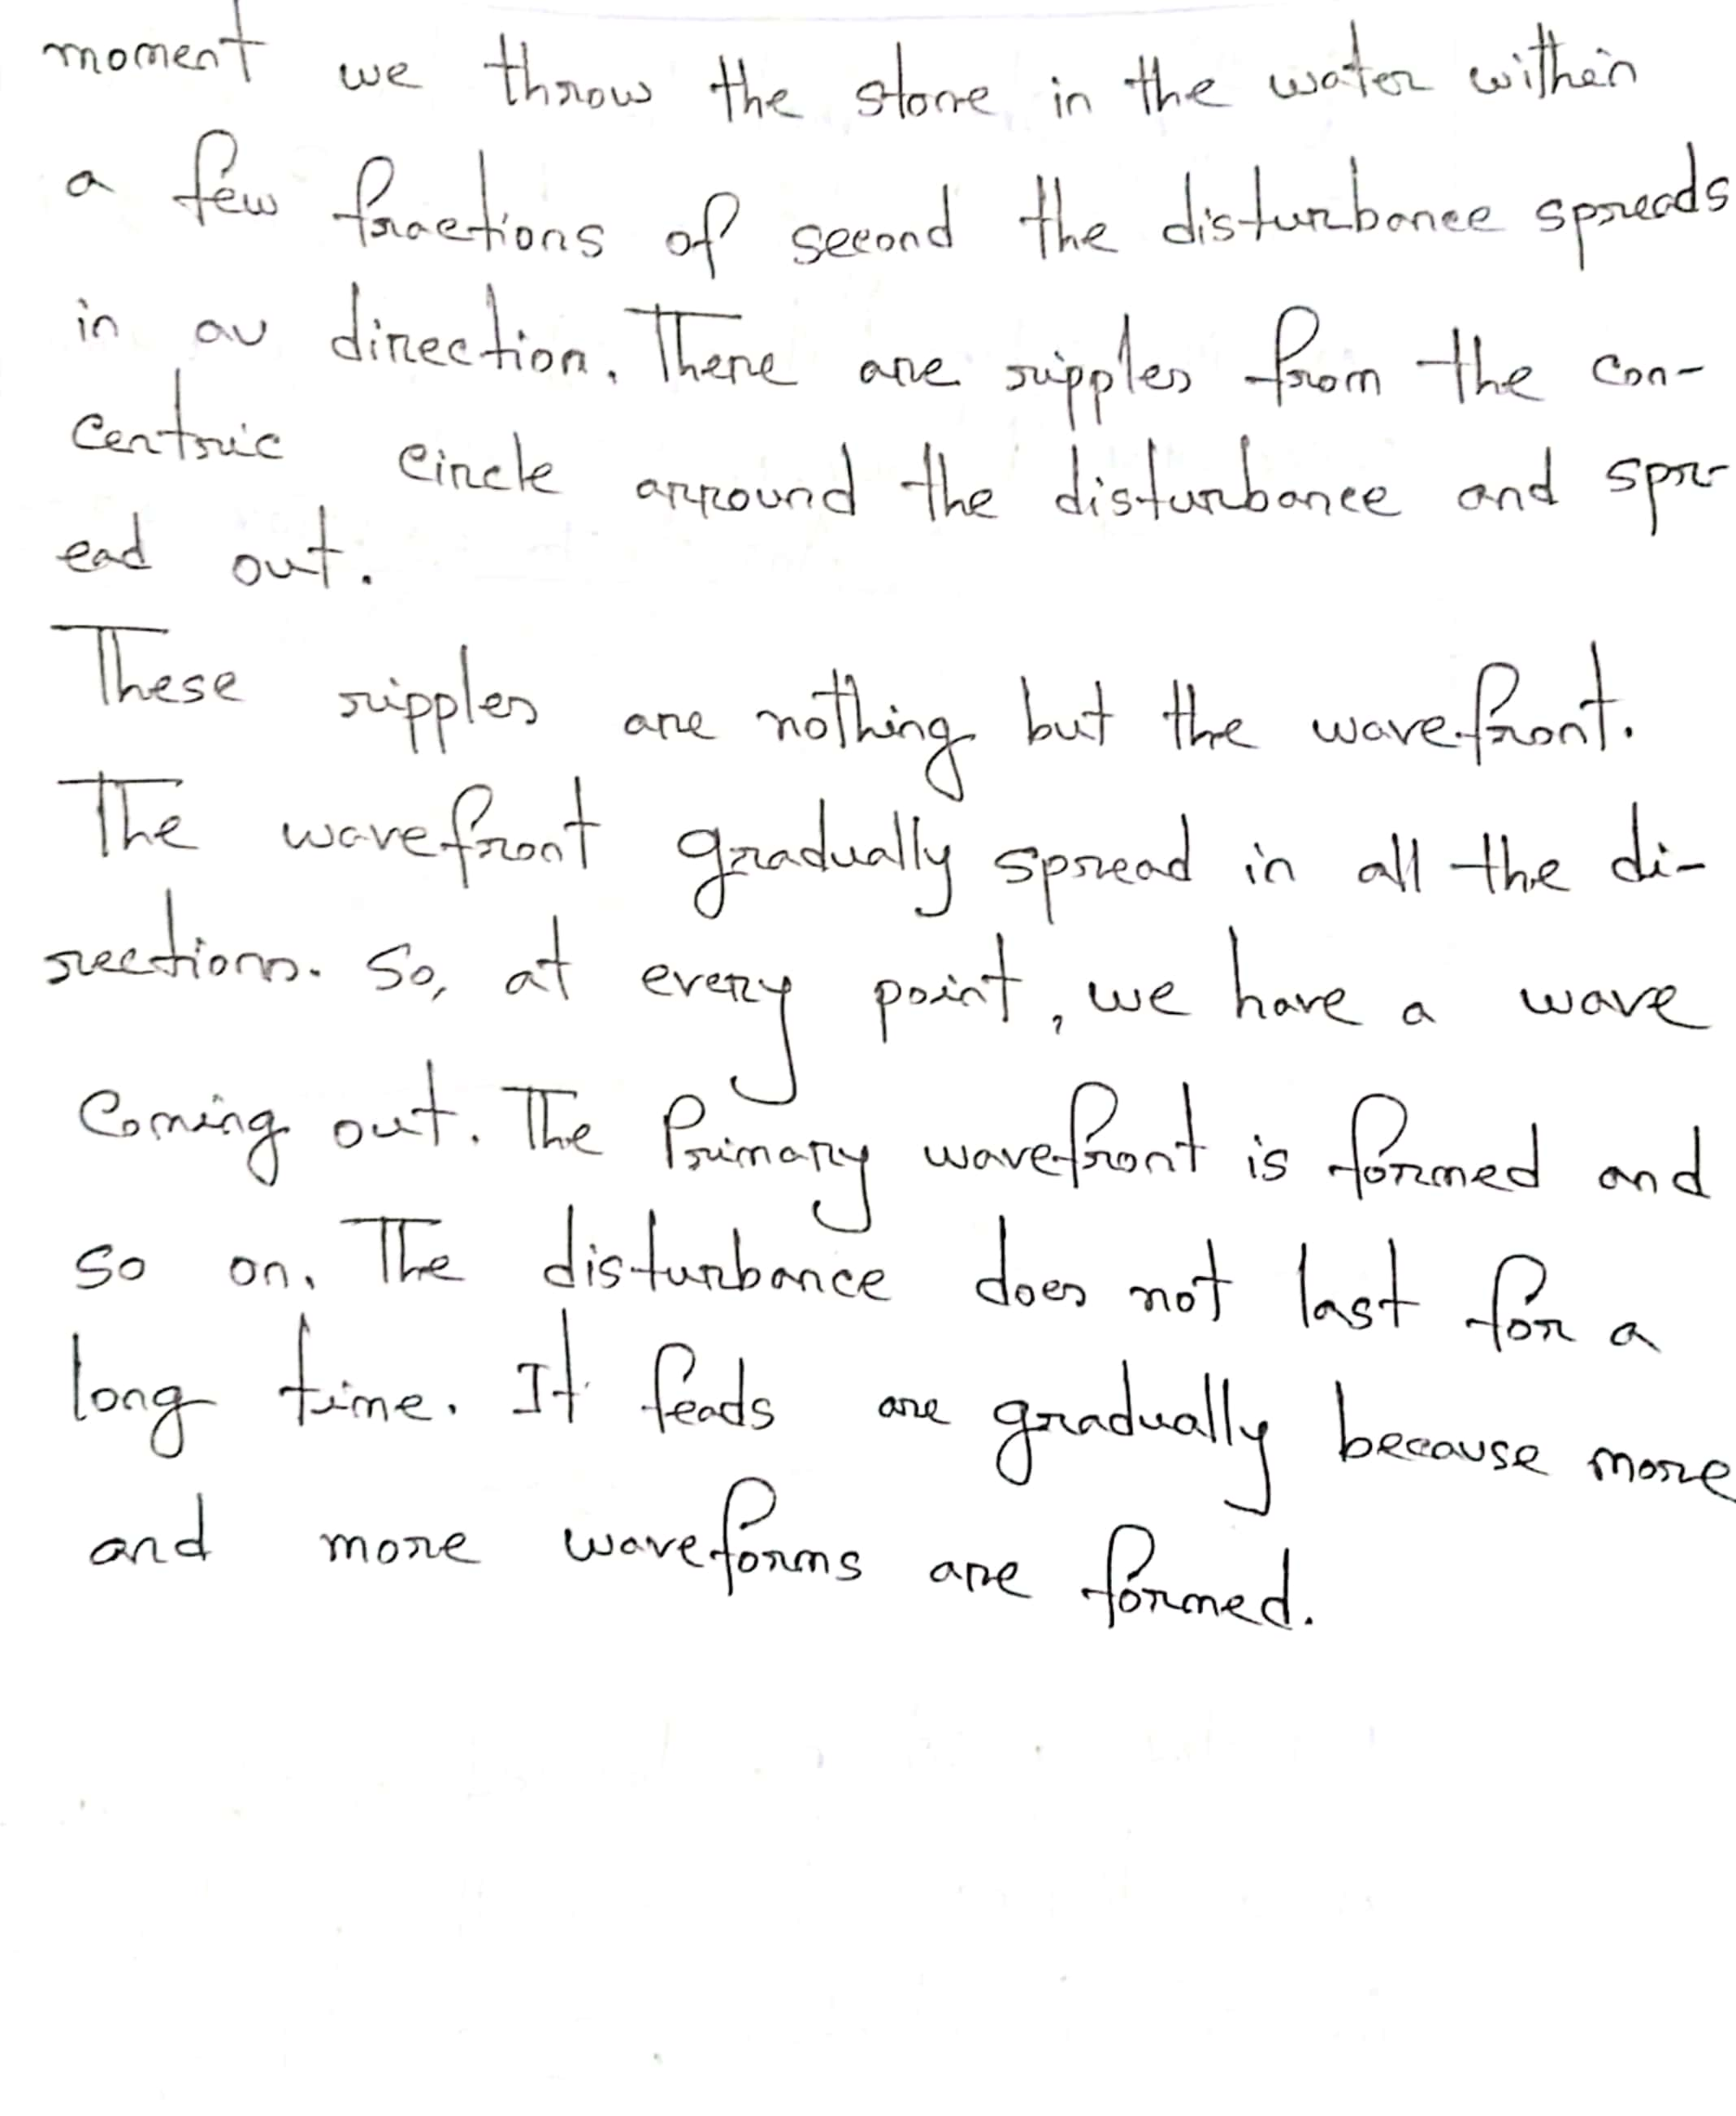 moment we throw the stone in the water within
a few fractions of second the disturbance spreads
in av direction. There are ripples from the con-
centric circle arround the disturbance and spr-
ead out.
These ripples are nothing but the wavefront.
The wavefront gradually spread in all the di-
rections. So, at every point, we have a wave
Coming out. The Primary wavefront is formed and
so on. The disturbance does not last for a
long time. It feads are gradually because more
and more waveforms are formed.